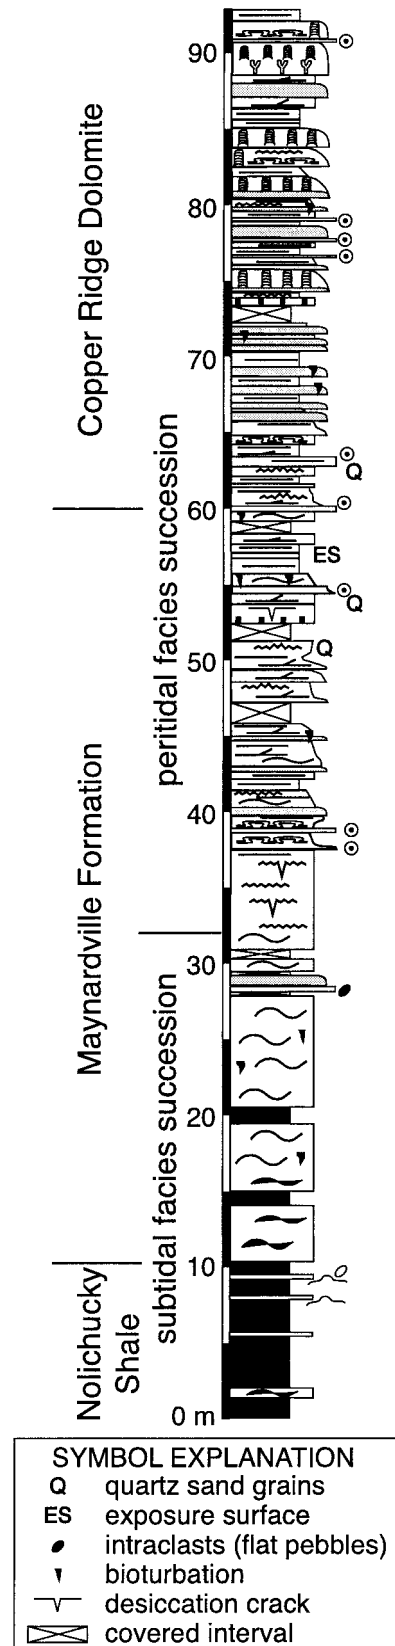 90
80
70
60
50
40
30
20
10
0 m
Copper Ridge Dolomite
Maynardville Formation
Nolichucky
Shale
peritidal facies succession
subtidal facies succession
Q
ES
Q
Q
SYMBOL EXPLANATION
Q quartz sand grains
ES exposure surface
intraclasts (flat pebbles)
bioturbation
desiccation crack
covered interval